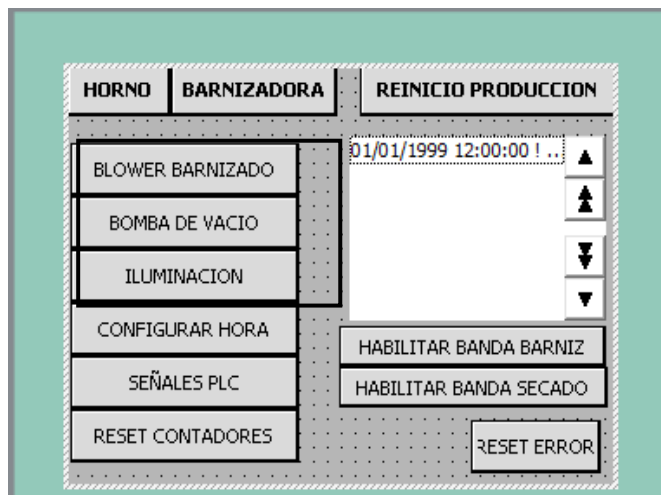 HORNO BARNIZADORA REINICIO PRODUCCION
01/01/1999 12:00:00 ! ..
BLOWER BARNIZADO
BOMBA DE VACIO
ILUMINACION
CONFIGURAR HORA
SEÑALES PLC
RESET CONTADORES
HABILITAR BANDA BARNIZ
HABILITAR BANDA SECADO
RESET ERROR